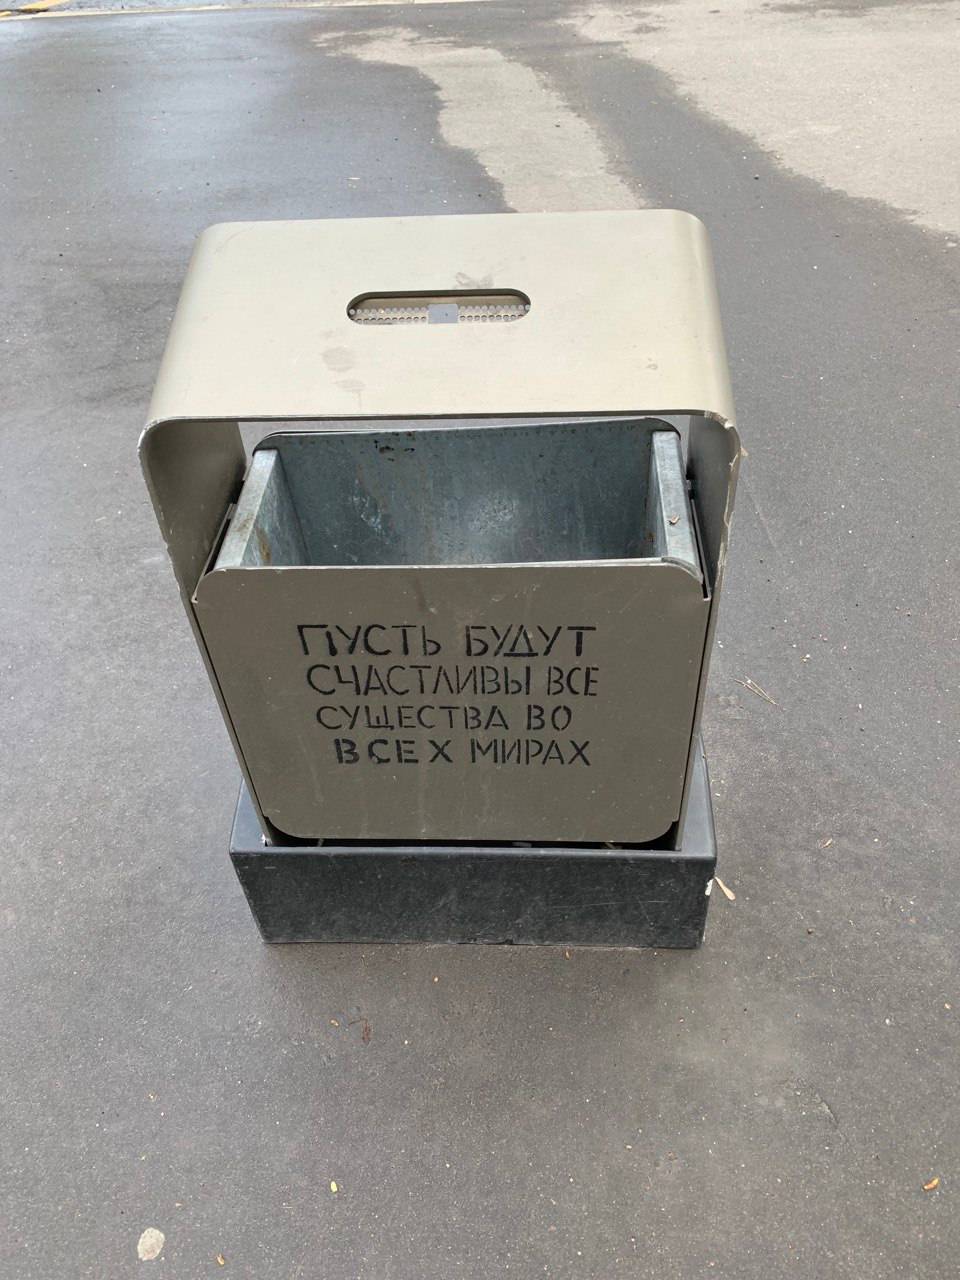 ПУСТЬ БУДУТ
СЧАСТЛИВЫ ВСЕ
СУЩЕСТВА ВО
ВСЕХ МИРАХ